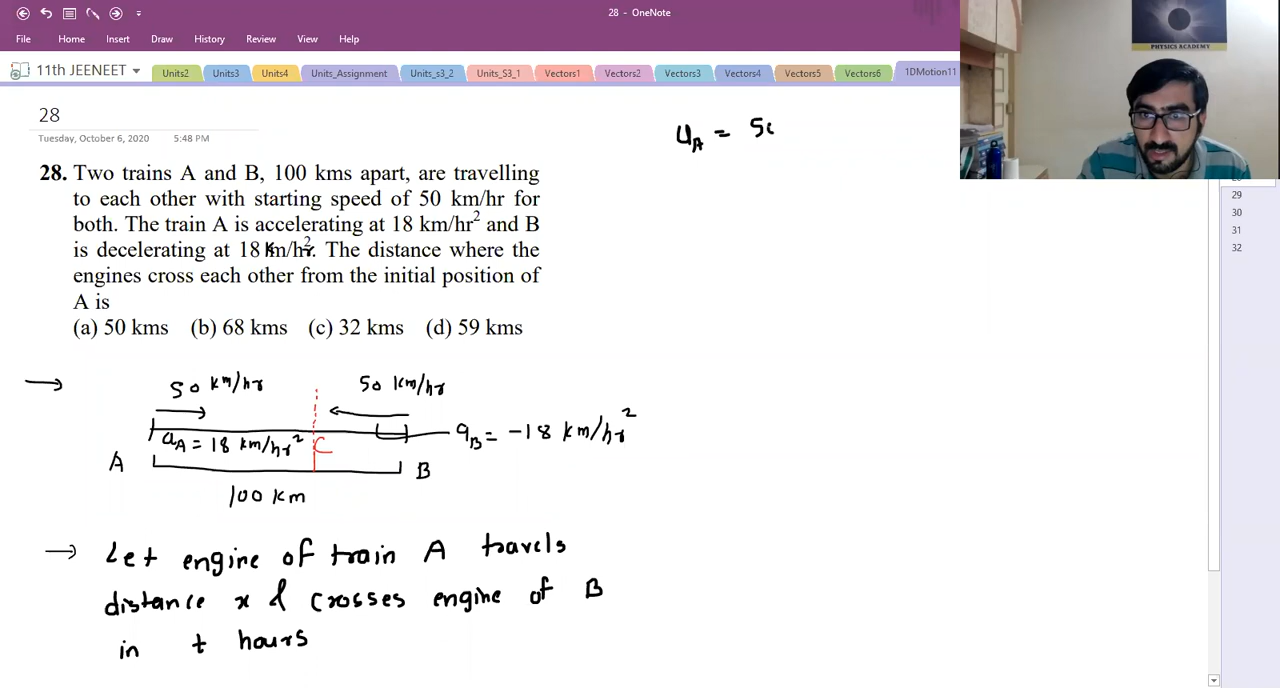 28 - OneNote
File Home Insert Draw History Review View Help
11th JEENEET Units2 Units3 Units4 Units_Assignment Units_s3_2 Units_S3_1 Vectors1 Vectors2 Vectors3 Vectors4 Vectors5 Vectors6 1DMotion11
PHYSICS ACADEMY
28
Tuesday, October 6, 2020 5:48 PM
u_A = 50
28. Two trains A and B, 100 kms apart, are travelling
to each other with starting speed of 50 km/hr for
both. The train A is accelerating at 18 km/hr² and B
is decelerating at 18 Km/hr². The distance where the
engines cross each other from the initial position of
A is
(a) 50 kms (b) 68 kms (c) 32 kms (d) 59 kms
→ 50 km/hr 50 km/hr
a_A = 18 km/hr² C a_B = -18 km/hr²
A B
100 km
→ Let engine of train A travels
distance x & crosses engine of B
in t hours
29
30
31
32